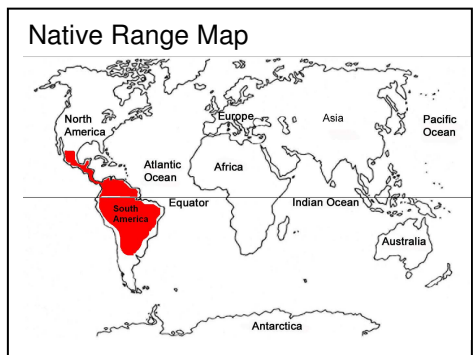 Native Range Map
North
America
Europe
Asia
Pacific
Ocean
Atlantic
Ocean
Africa
South
America
Equator
Indian Ocean
Australia
Antarctica